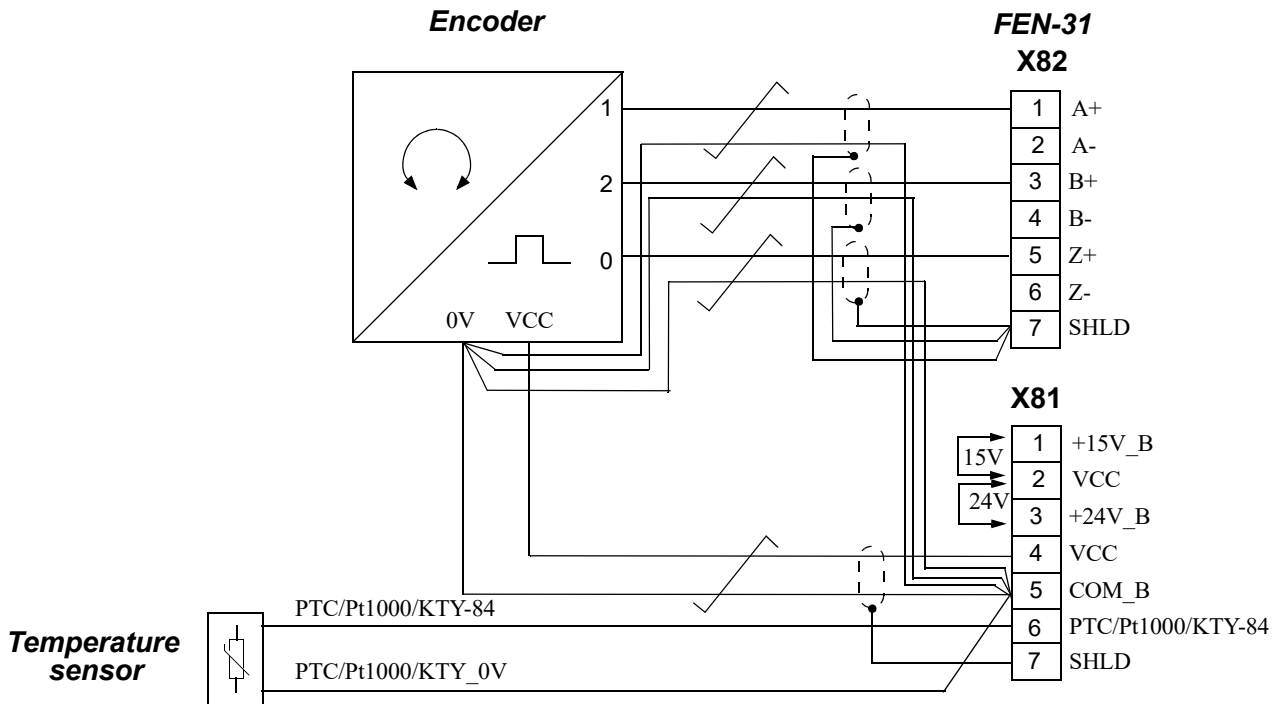 Encoder
FEN-31
X82
1
2
0
0V VCC
1 A+
2 A-
3 B+
4 B-
5 Z+
6 Z-
7 SHLD
X81
15V
24V
1 +15V_B
2 VCC
3 +24V_B
4 VCC
5 COM_B
6 PTC/Pt1000/KTY-84
7 SHLD
Temperature
sensor
PTC/Pt1000/KTY-84
PTC/Pt1000/KTY_0V